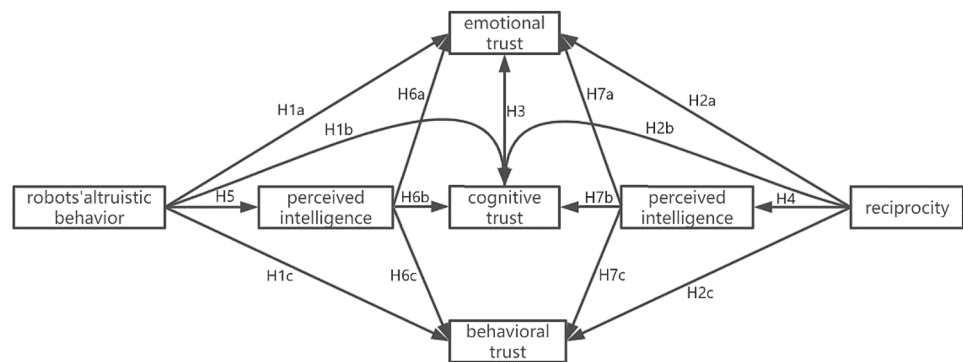 emotional
trust
H1a
H6a
H7a
H2a
H3
H1b
H2b
robots'altruistic
behavior
H5
perceived
intelligence
H6b
cognitive
trust
H7b
perceived
intelligence
H4
reciprocity
H1c
H6c
H7c
H2c
behavioral
trust